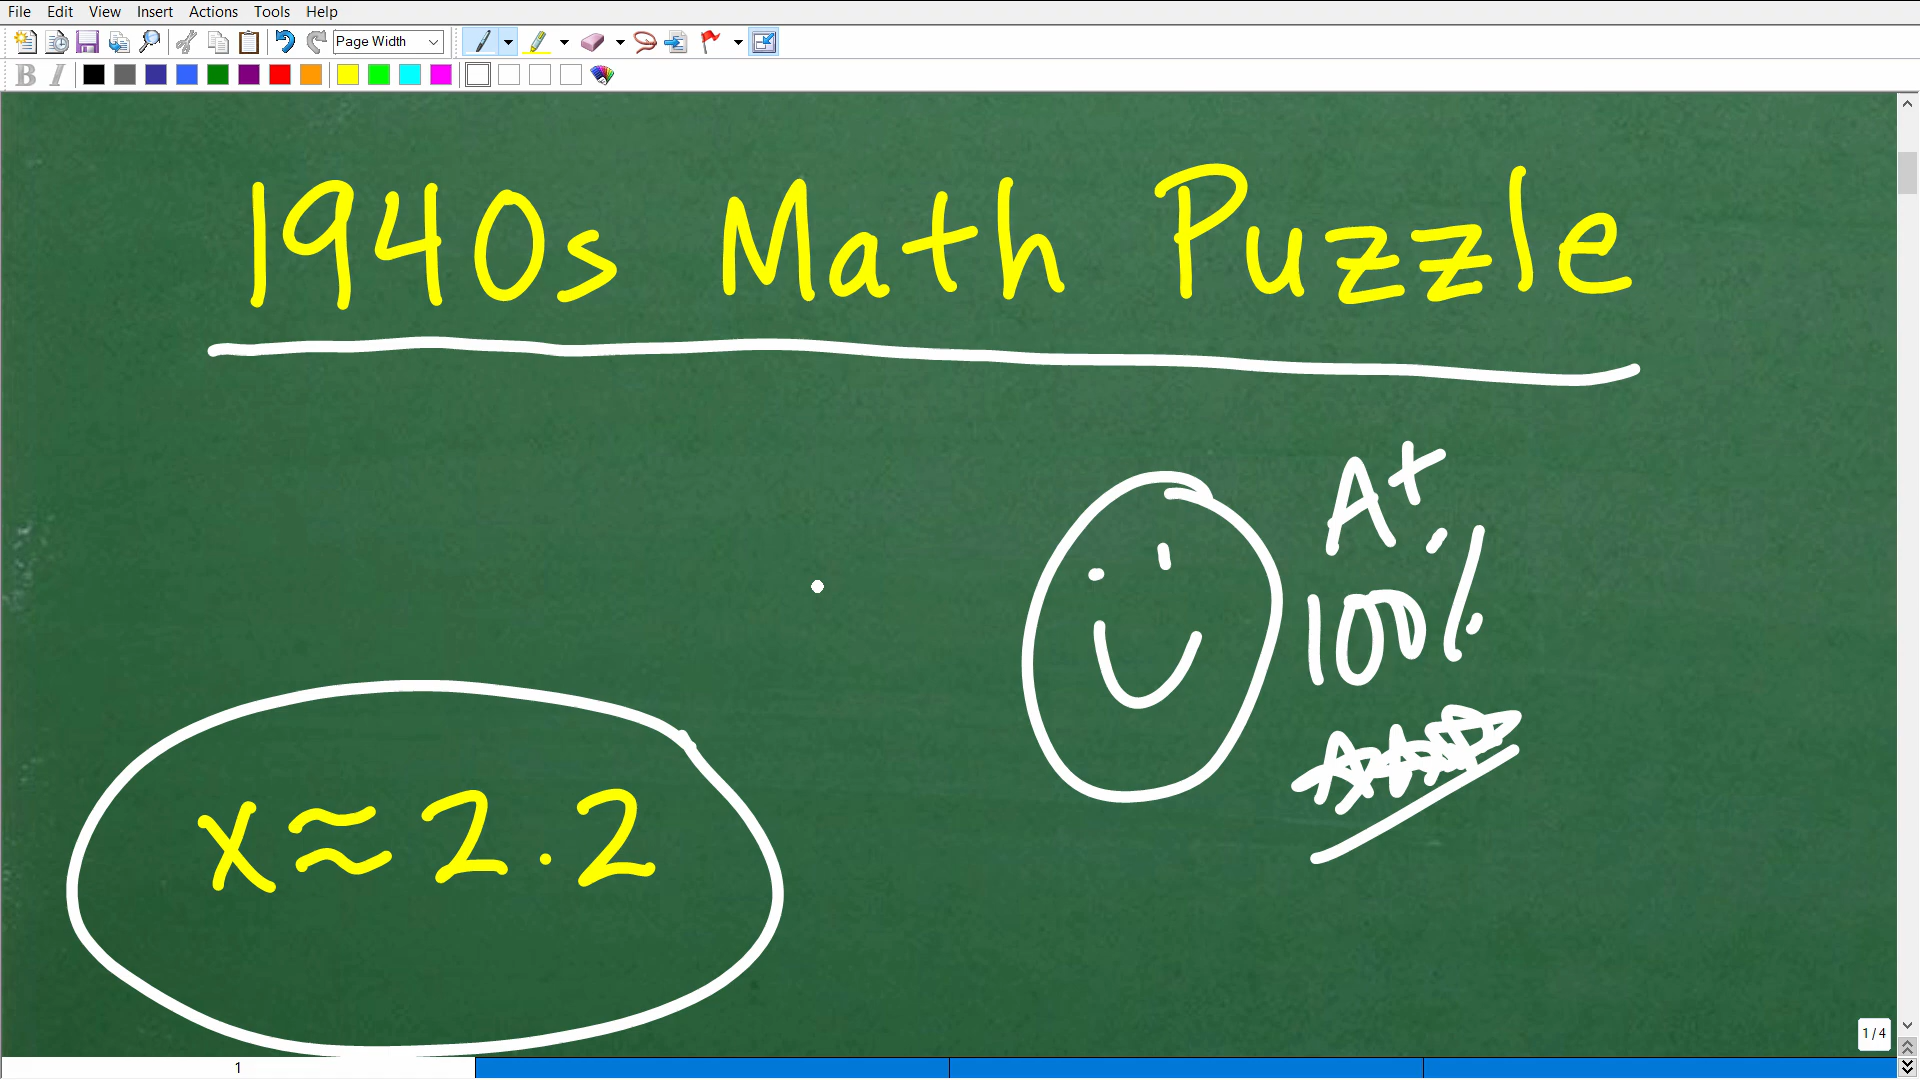 File Edit View Insert Actions Tools Help
Page Width
B I
1940s Math Puzzle
A+
100%
x≈2.2
1/4
1